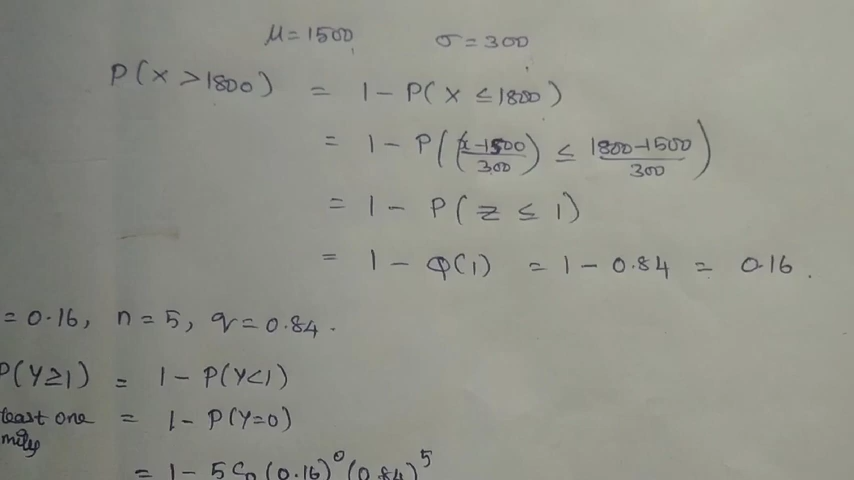 μ = 1500 σ = 300
P(X > 1800) = 1 - P(X ≤ 1800)
= 1 - P((x-1500)/300) ≤ (1800-1500)/300)
= 1 - P(Z ≤ 1)
= 1 - Φ(1) = 1 - 0.84 = 0.16.
= 0.16, n = 5, q = 0.84.
P(Y≥1) = 1 - P(Y<1)
least one = 1 - P(Y=0)
= 1 - 5C0 (0.16)^0 (0.84)^5